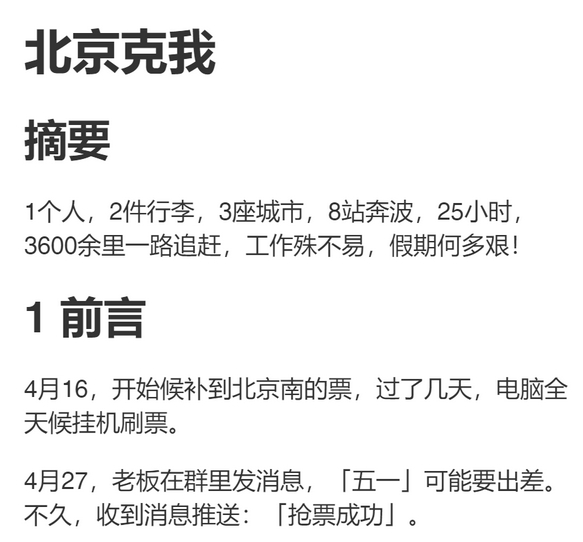 北京克我
摘要
1个人，2件行李，3座城市，8站奔波，25小时，
3600余里一路追赶，工作殊不易，假期何多艰！
1 前言
4月16，开始候补到北京南的票，过了几天，电脑全
天候挂机刷票。
4月27，老板在群里发消息，「五一」可能要出差。
不久，收到消息推送：「抢票成功」。